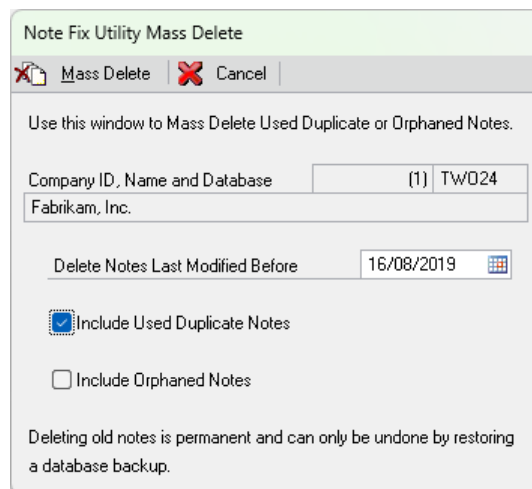 Note Fix Utility Mass Delete
Mass Delete Cancel
Use this window to Mass Delete Used Duplicate or Orphaned Notes.
Company ID, Name and Database (1) TWO24
Fabrikam, Inc.
Delete Notes Last Modified Before 16/08/2019
Include Used Duplicate Notes
Include Orphaned Notes
Deleting old notes is permanent and can only be undone by restoring
a database backup.